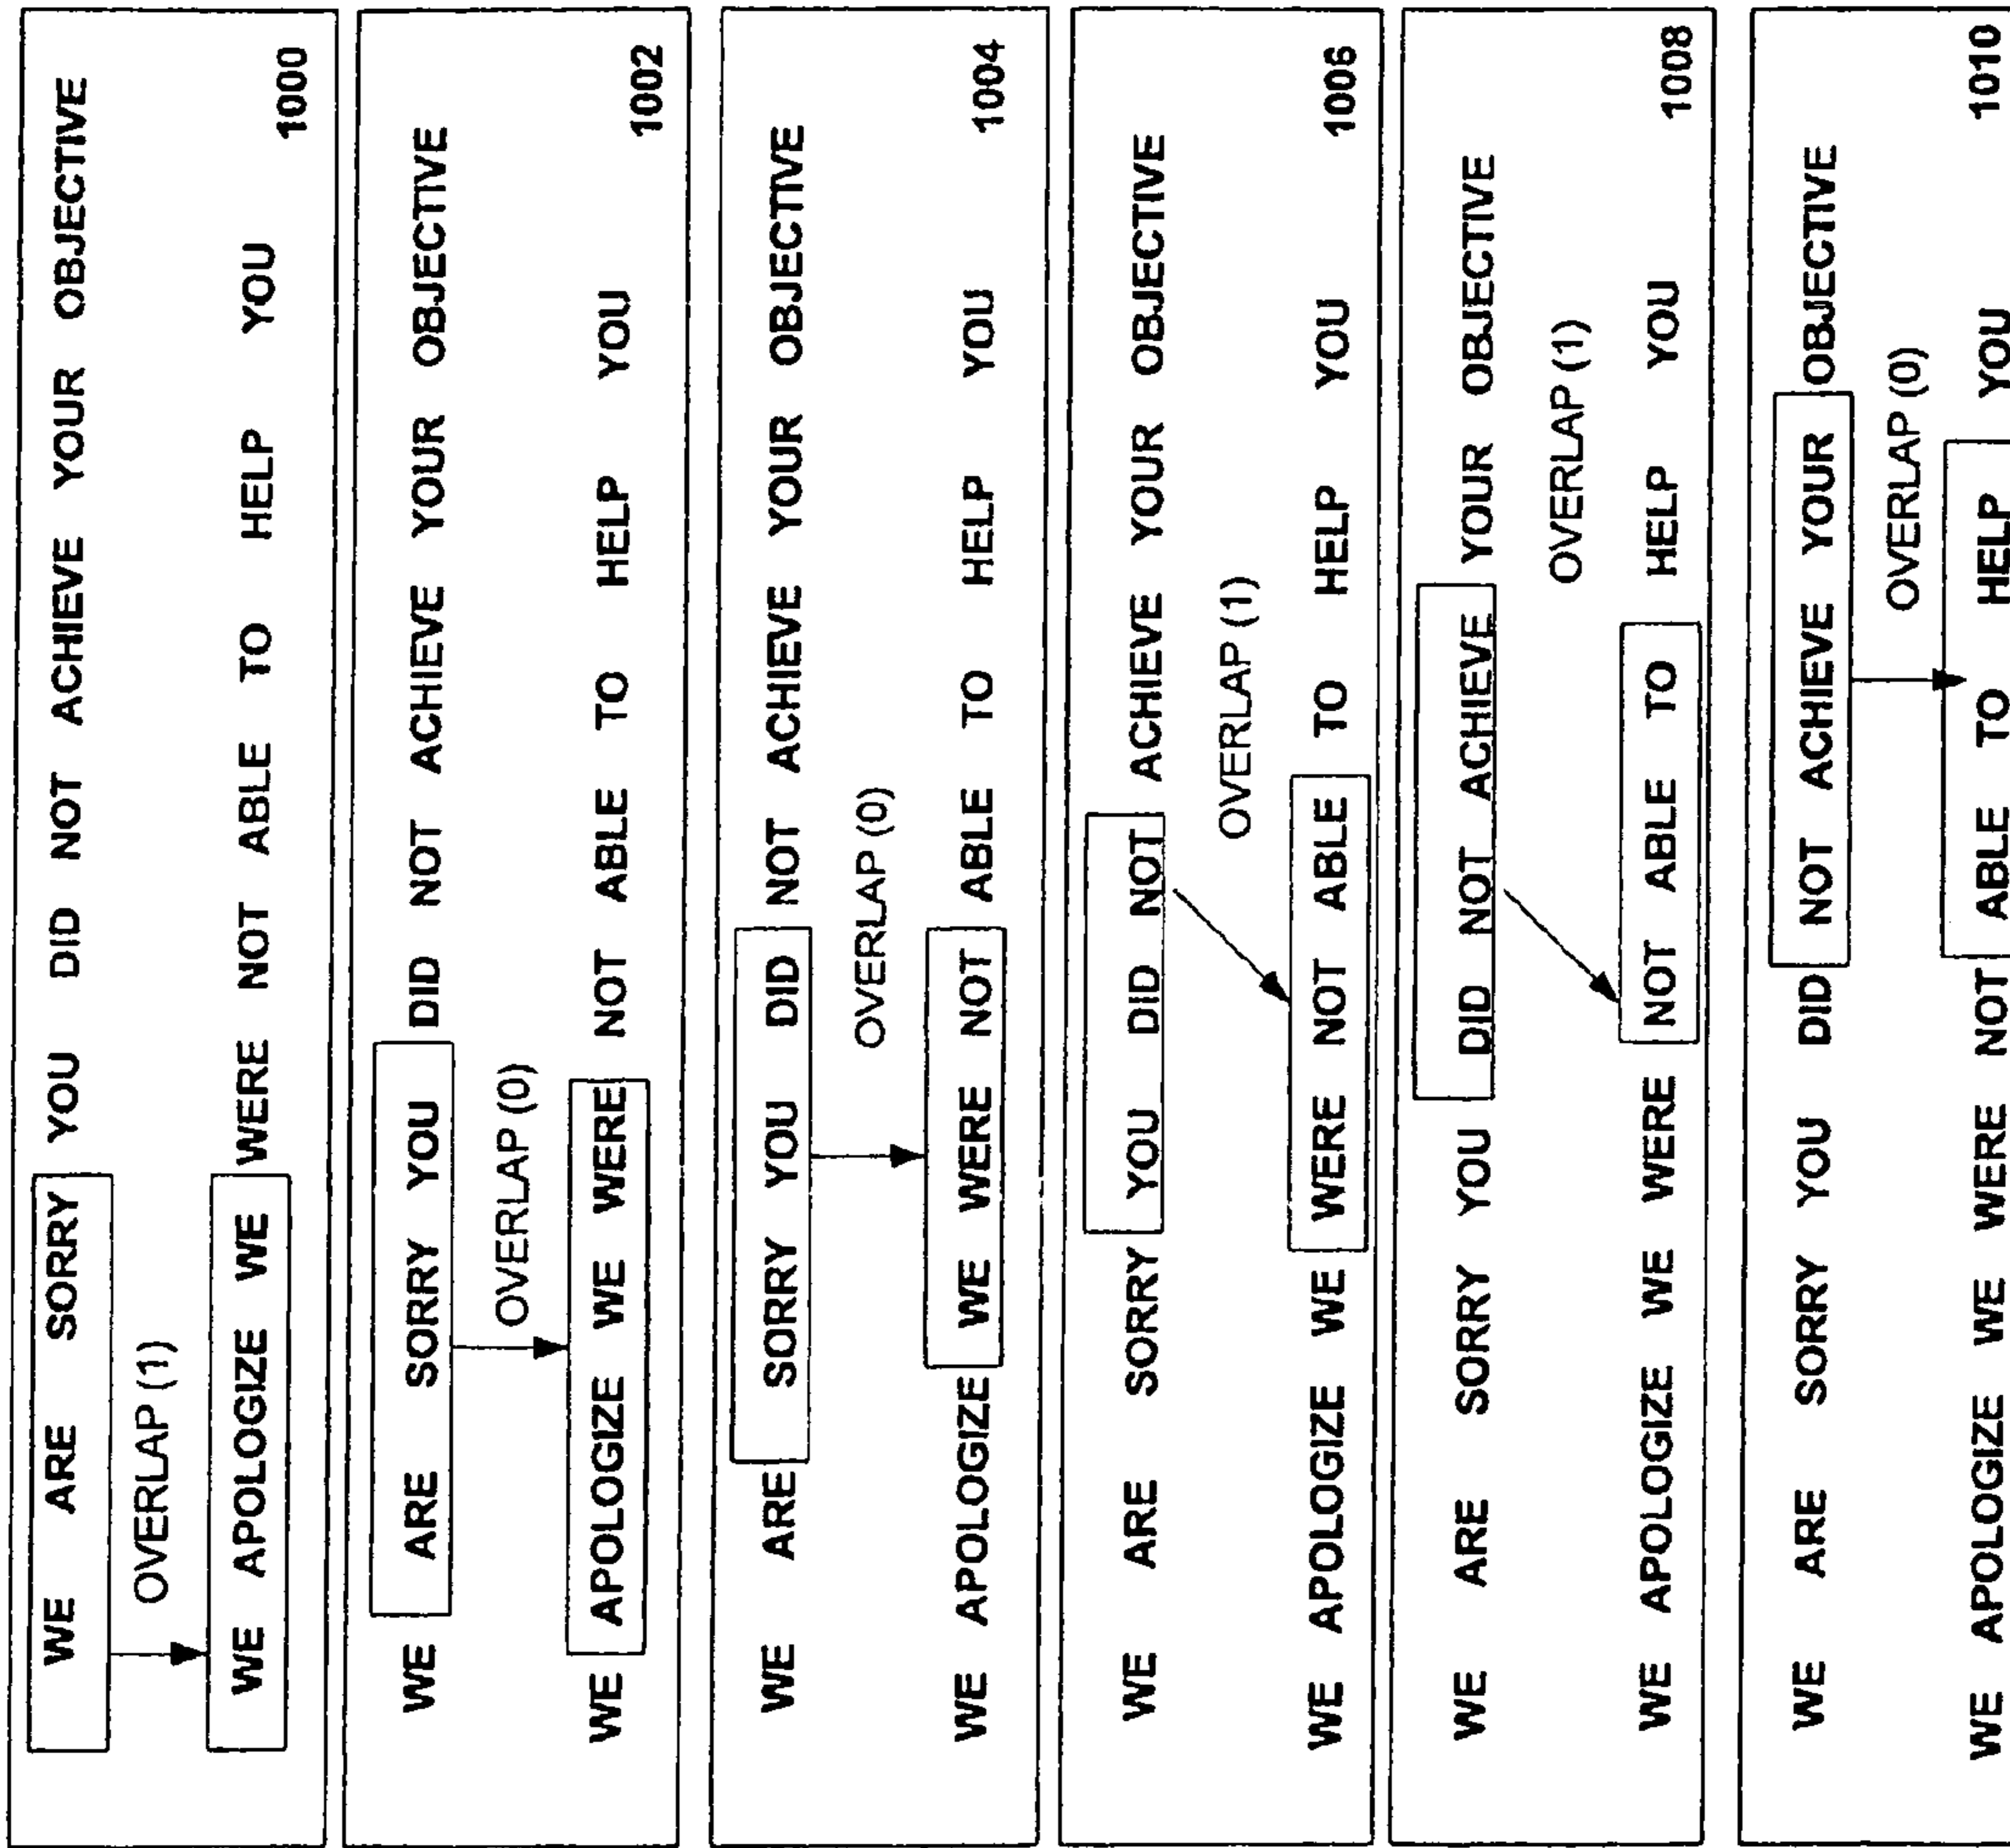 WE ARE SORRY YOU DID NOT ACHIEVE YOUR OBJECTIVE
OVERLAP (1)
WE APOLOGIZE WE WERE NOT ABLE TO HELP YOU
1000
WE ARE SORRY YOU DID NOT ACHIEVE YOUR OBJECTIVE
OVERLAP (0)
WE APOLOGIZE WE WERE NOT ABLE TO HELP YOU
1002
WE ARE SORRY YOU DID NOT ACHIEVE YOUR OBJECTIVE
OVERLAP (0)
WE APOLOGIZE WE WERE NOT ABLE TO HELP YOU
1004
WE ARE SORRY YOU DID NOT ACHIEVE YOUR OBJECTIVE
OVERLAP (1)
WE APOLOGIZE WE WERE NOT ABLE TO HELP YOU
1006
WE ARE SORRY YOU DID NOT ACHIEVE YOUR OBJECTIVE
OVERLAP (1)
WE APOLOGIZE WE WERE NOT ABLE TO HELP YOU
1008
WE ARE SORRY YOU DID NOT ACHIEVE YOUR OBJECTIVE
OVERLAP (0)
WE APOLOGIZE WE WERE NOT ABLE TO HELP YOU
1010